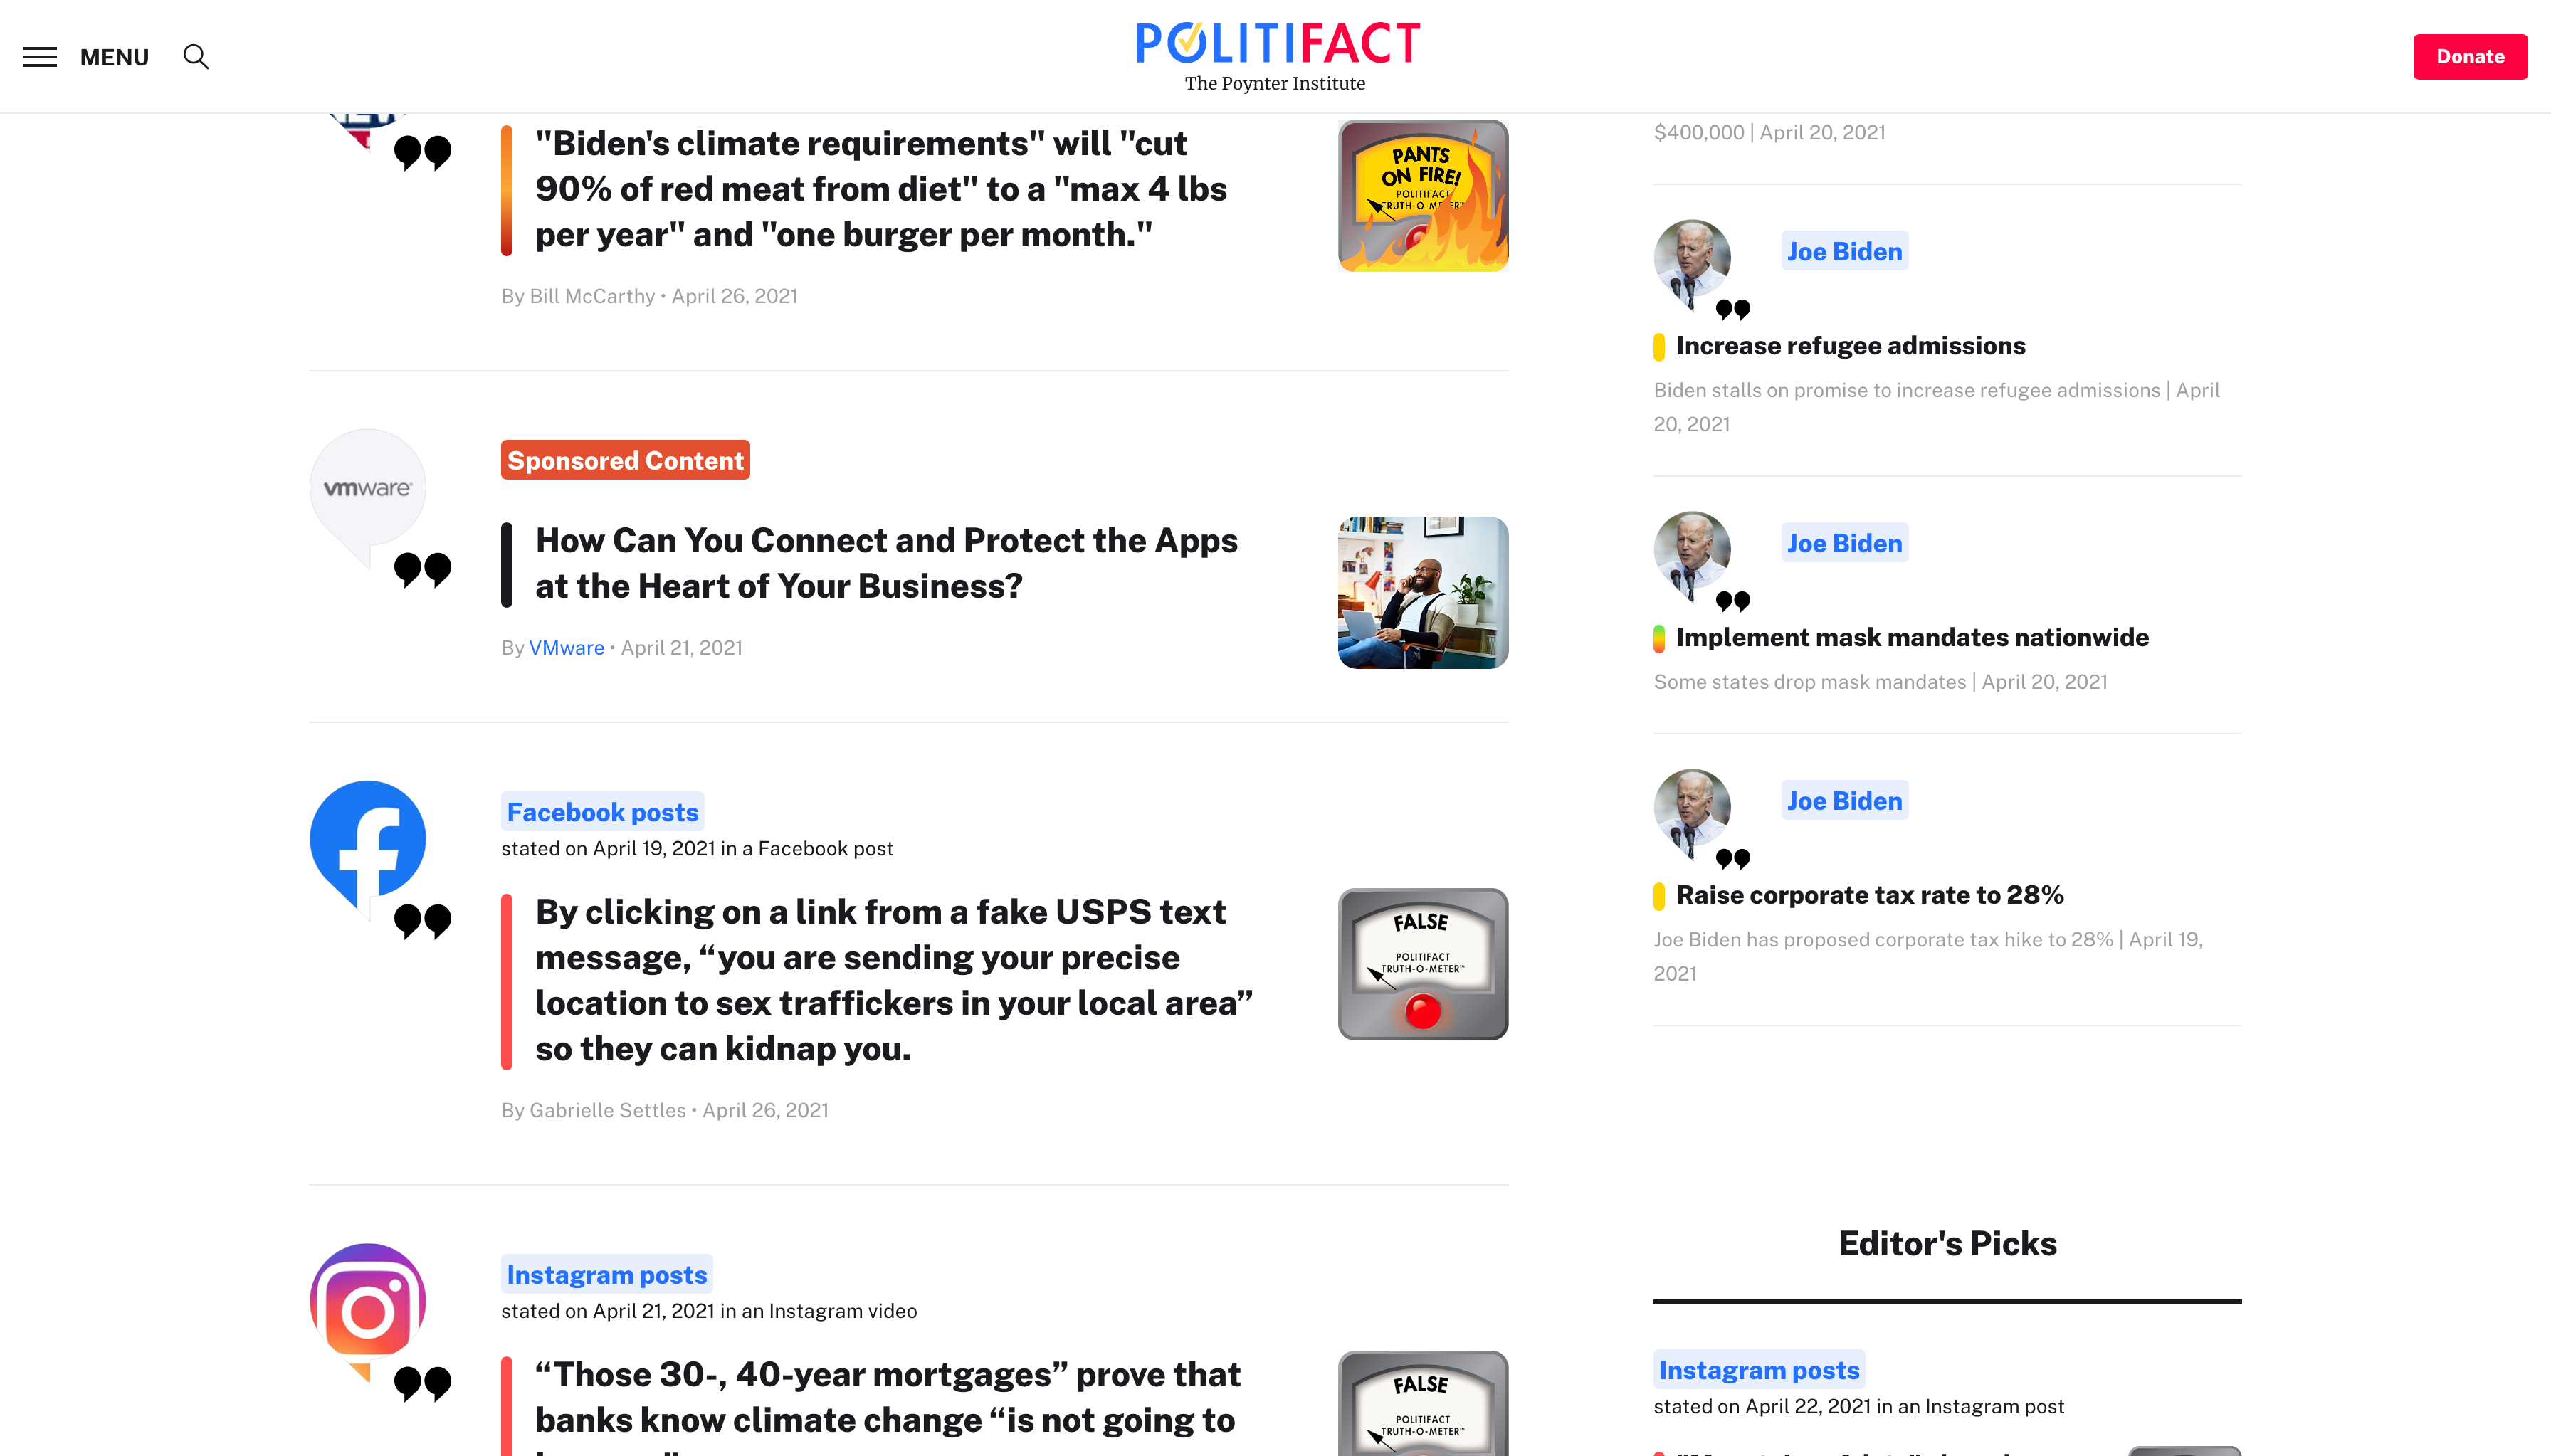 MENU
POLITIFACT
The Poynter Institute
Donate
"Biden's climate requirements" will "cut
90% of red meat from diet" to a "max 4 lbs
per year" and "one burger per month."
By Bill McCarthy • April 26, 2021
PANTS
ON FIRE!
POLITIFACT
TRUTH-O-METER™
vmware
Sponsored Content
How Can You Connect and Protect the Apps
at the Heart of Your Business?
By VMware • April 21, 2021
Facebook posts
stated on April 19, 2021 in a Facebook post
By clicking on a link from a fake USPS text
message, “you are sending your precise
location to sex traffickers in your local area”
so they can kidnap you.
By Gabrielle Settles • April 26, 2021
FALSE
POLITIFACT
TRUTH-O-METER™
Instagram posts
stated on April 21, 2021 in an Instagram video
“Those 30-, 40-year mortgages” prove that
banks know climate change “is not going to
FALSE
POLITIFACT
TRUTH-O-METER™
$400,000 | April 20, 2021
Joe Biden
Increase refugee admissions
Biden stalls on promise to increase refugee admissions | April
20, 2021
Joe Biden
Implement mask mandates nationwide
Some states drop mask mandates | April 20, 2021
Joe Biden
Raise corporate tax rate to 28%
Joe Biden has proposed corporate tax hike to 28% | April 19,
2021
Editor's Picks
Instagram posts
stated on April 22, 2021 in an Instagram post